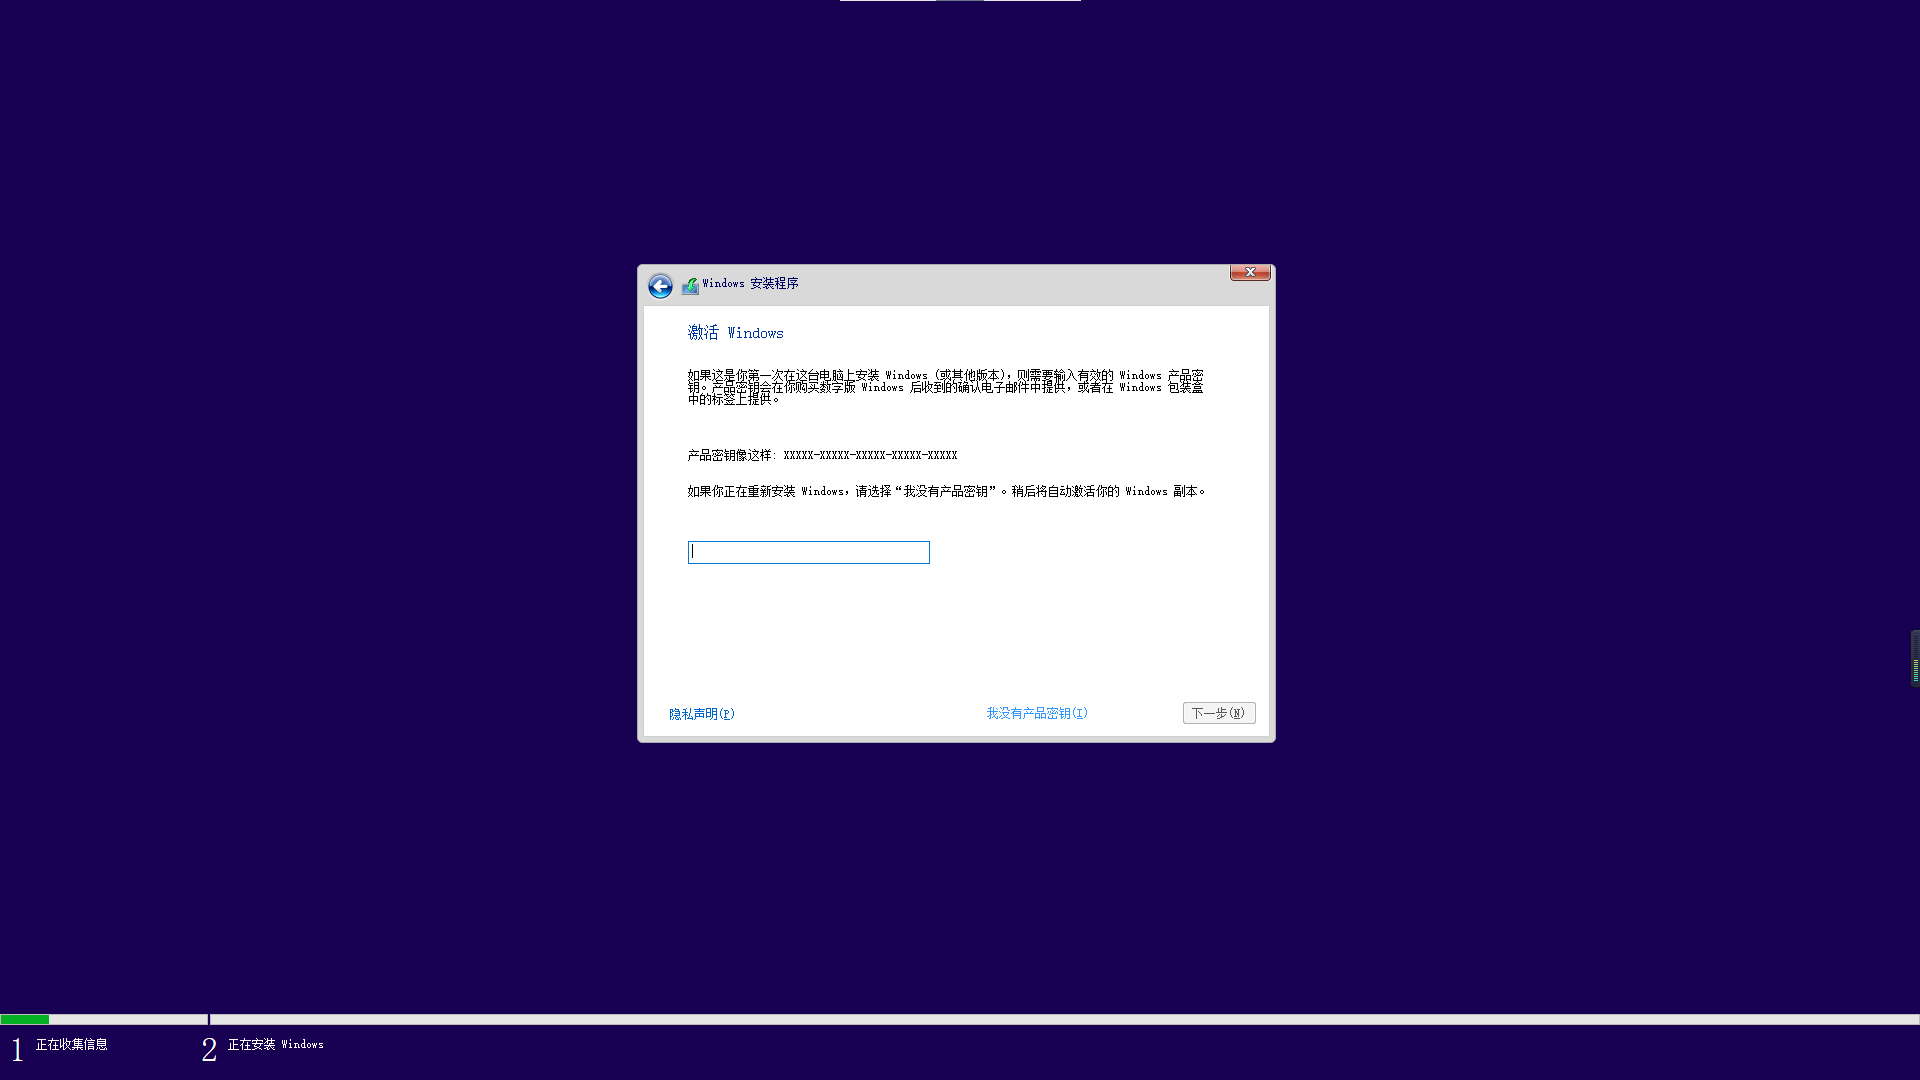 Windows 安装程序
激活 Windows
如果这是你第一次在这台电脑上安装 Windows (或其他版本)，则需要输入有效的 Windows 产品密
钥。产品密钥会在你购买数字版 Windows 后收到的确认电子邮件中提供，或者在 Windows 包装盒
中的标签上提供。
产品密钥像这样: XXXXX-XXXXX-XXXXX-XXXXX-XXXXX
如果你正在重新安装 Windows，请选择“我没有产品密钥”。稍后将自动激活你的 Windows 副本。
隐私声明(P)
我没有产品密钥(I)
下一步(N)
1 正在收集信息
2 正在安装 Windows